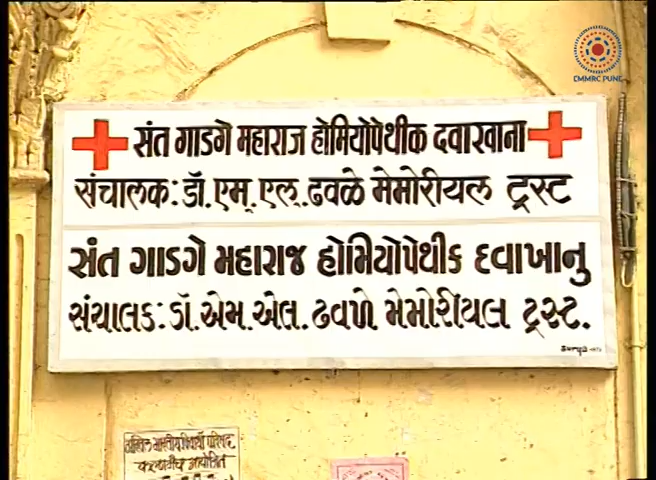 EMMRC PUNE
संत गाडगे महाराज होमियोपेथीक दवाखाना
संचालक: डॉ. एम्. एल्. ढवळे मेमोरीयल ट्रस्ट
સંત ગાડગે મહારાજ હોમિયોપેથીક દવાખાનુ
સંચાલક: ડૉ. એમ. એલ. ઢવળે મેમોરીયલ ટ્રસ્ટ.